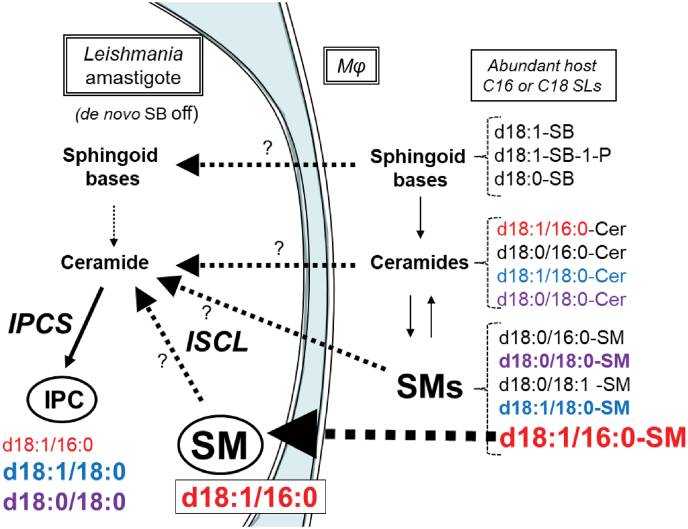 Leishmania
amastigote
(de novo SB off)
Mφ
Abundant host
C16 or C18 SLs
Sphingoid
bases
?
Sphingoid
bases
d18:1-SB
d18:1-SB-1-P
d18:0-SB
Ceramide
?
Ceramides
d18:1/16:0-Cer
d18:0/16:0-Cer
d18:1/18:0-Cer
d18:0/18:0-Cer
IPCS
?
ISCL
?
SMs
d18:0/16:0-SM
d18:0/18:0-SM
d18:0/18:1 -SM
d18:1/18:0-SM
d18:1/16:0-SM
IPC
d18:1/16:0
d18:1/18:0
d18:0/18:0
SM
d18:1/16:0